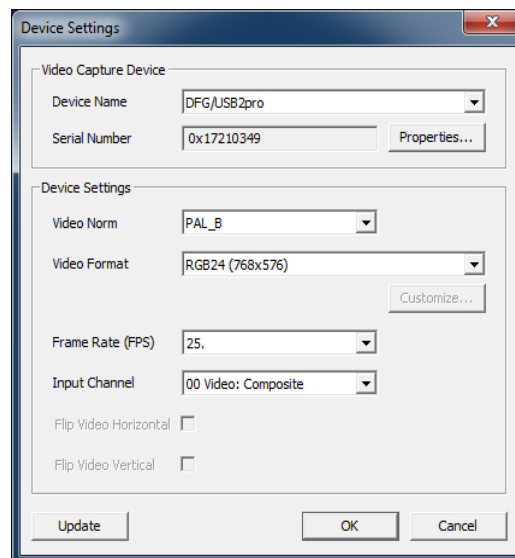 Device Settings
Video Capture Device
Device Name DFG/USB2pro
Serial Number 0x17210349 Properties...
Device Settings
Video Norm PAL_B
Video Format RGB24 (768x576)
Customize...
Frame Rate (FPS) 25.
Input Channel 00 Video: Composite
Flip Video Horizontal
Flip Video Vertical
Update OK Cancel